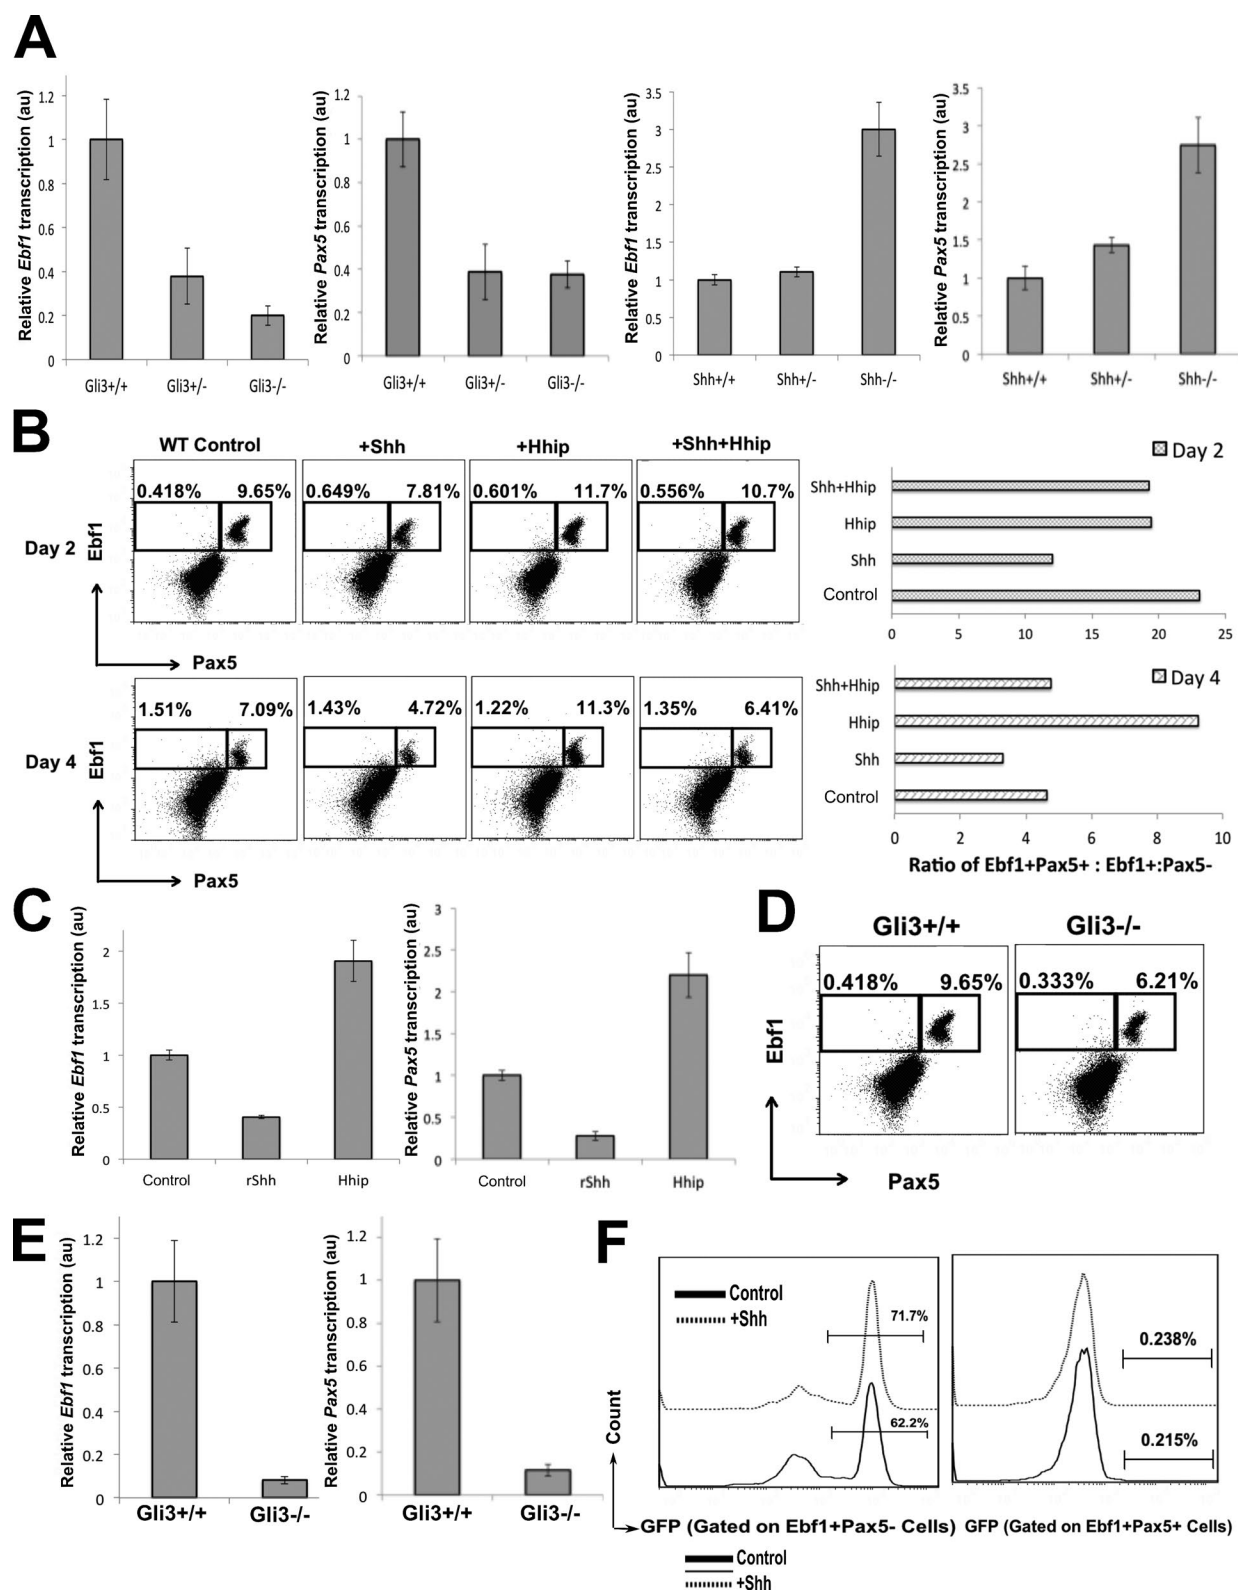 A
Relative Ebf1 transcription (au)
1.2
1
0.8
0.6
0.4
0.2
0
Gli3+/+ Gli3+/- Gli3-/-
Relative Pax5 transcription (au)
1.2
1
0.8
0.6
0.4
0.2
0
Gli3+/+ Gli3+/- Gli3-/-
Relative Ebf1 transcription (au)
3.5
3
2.5
2
1.5
1
0.5
0
Shh+/+ Shh+/- Shh-/-
Relative Pax5 transcription (au)
3.5
3
2.5
2
1.5
1
0.5
0
Shh+/+ Shh+/- Shh-/-
B
WT Control +Shh +Hhip +Shh+Hhip
Day 2
Ebf1
0.418% 9.65%
0.649% 7.81%
0.601% 11.7%
0.556% 10.7%
Pax5
Day 2
Shh+Hhip
Hhip
Shh
Control
0 5 10 15 20 25
Day 4
Ebf1
1.51% 7.09%
1.43% 4.72%
1.22% 11.3%
1.35% 6.41%
Pax5
Day 4
Shh+Hhip
Hhip
Shh
Control
0 2 4 6 8 10
Ratio of Ebf1+Pax5+ : Ebf1+:Pax5-
C
Relative Ebf1 transcription (au)
2
1.5
1
0.5
0
Control rShh Hhip
Relative Pax5 transcription (au)
3
2.5
2
1.5
1
0.5
0
Control rShh Hhip
D
Gli3+/+ Gli3-/-
Ebf1
0.418% 9.65%
0.333% 6.21%
Pax5
E
Relative Ebf1 transcription (au)
1.2
1
0.8
0.6
0.4
0.2
0
Gli3+/+ Gli3-/-
Relative Pax5 transcription (au)
1.2
1
0.8
0.6
0.4
0.2
0
Gli3+/+ Gli3-/-
F
Count
Control
+Shh
71.7%
62.2%
0.238%
0.215%
GFP (Gated on Ebf1+Pax5- Cells)
GFP (Gated on Ebf1+Pax5+ Cells)
Control
+Shh